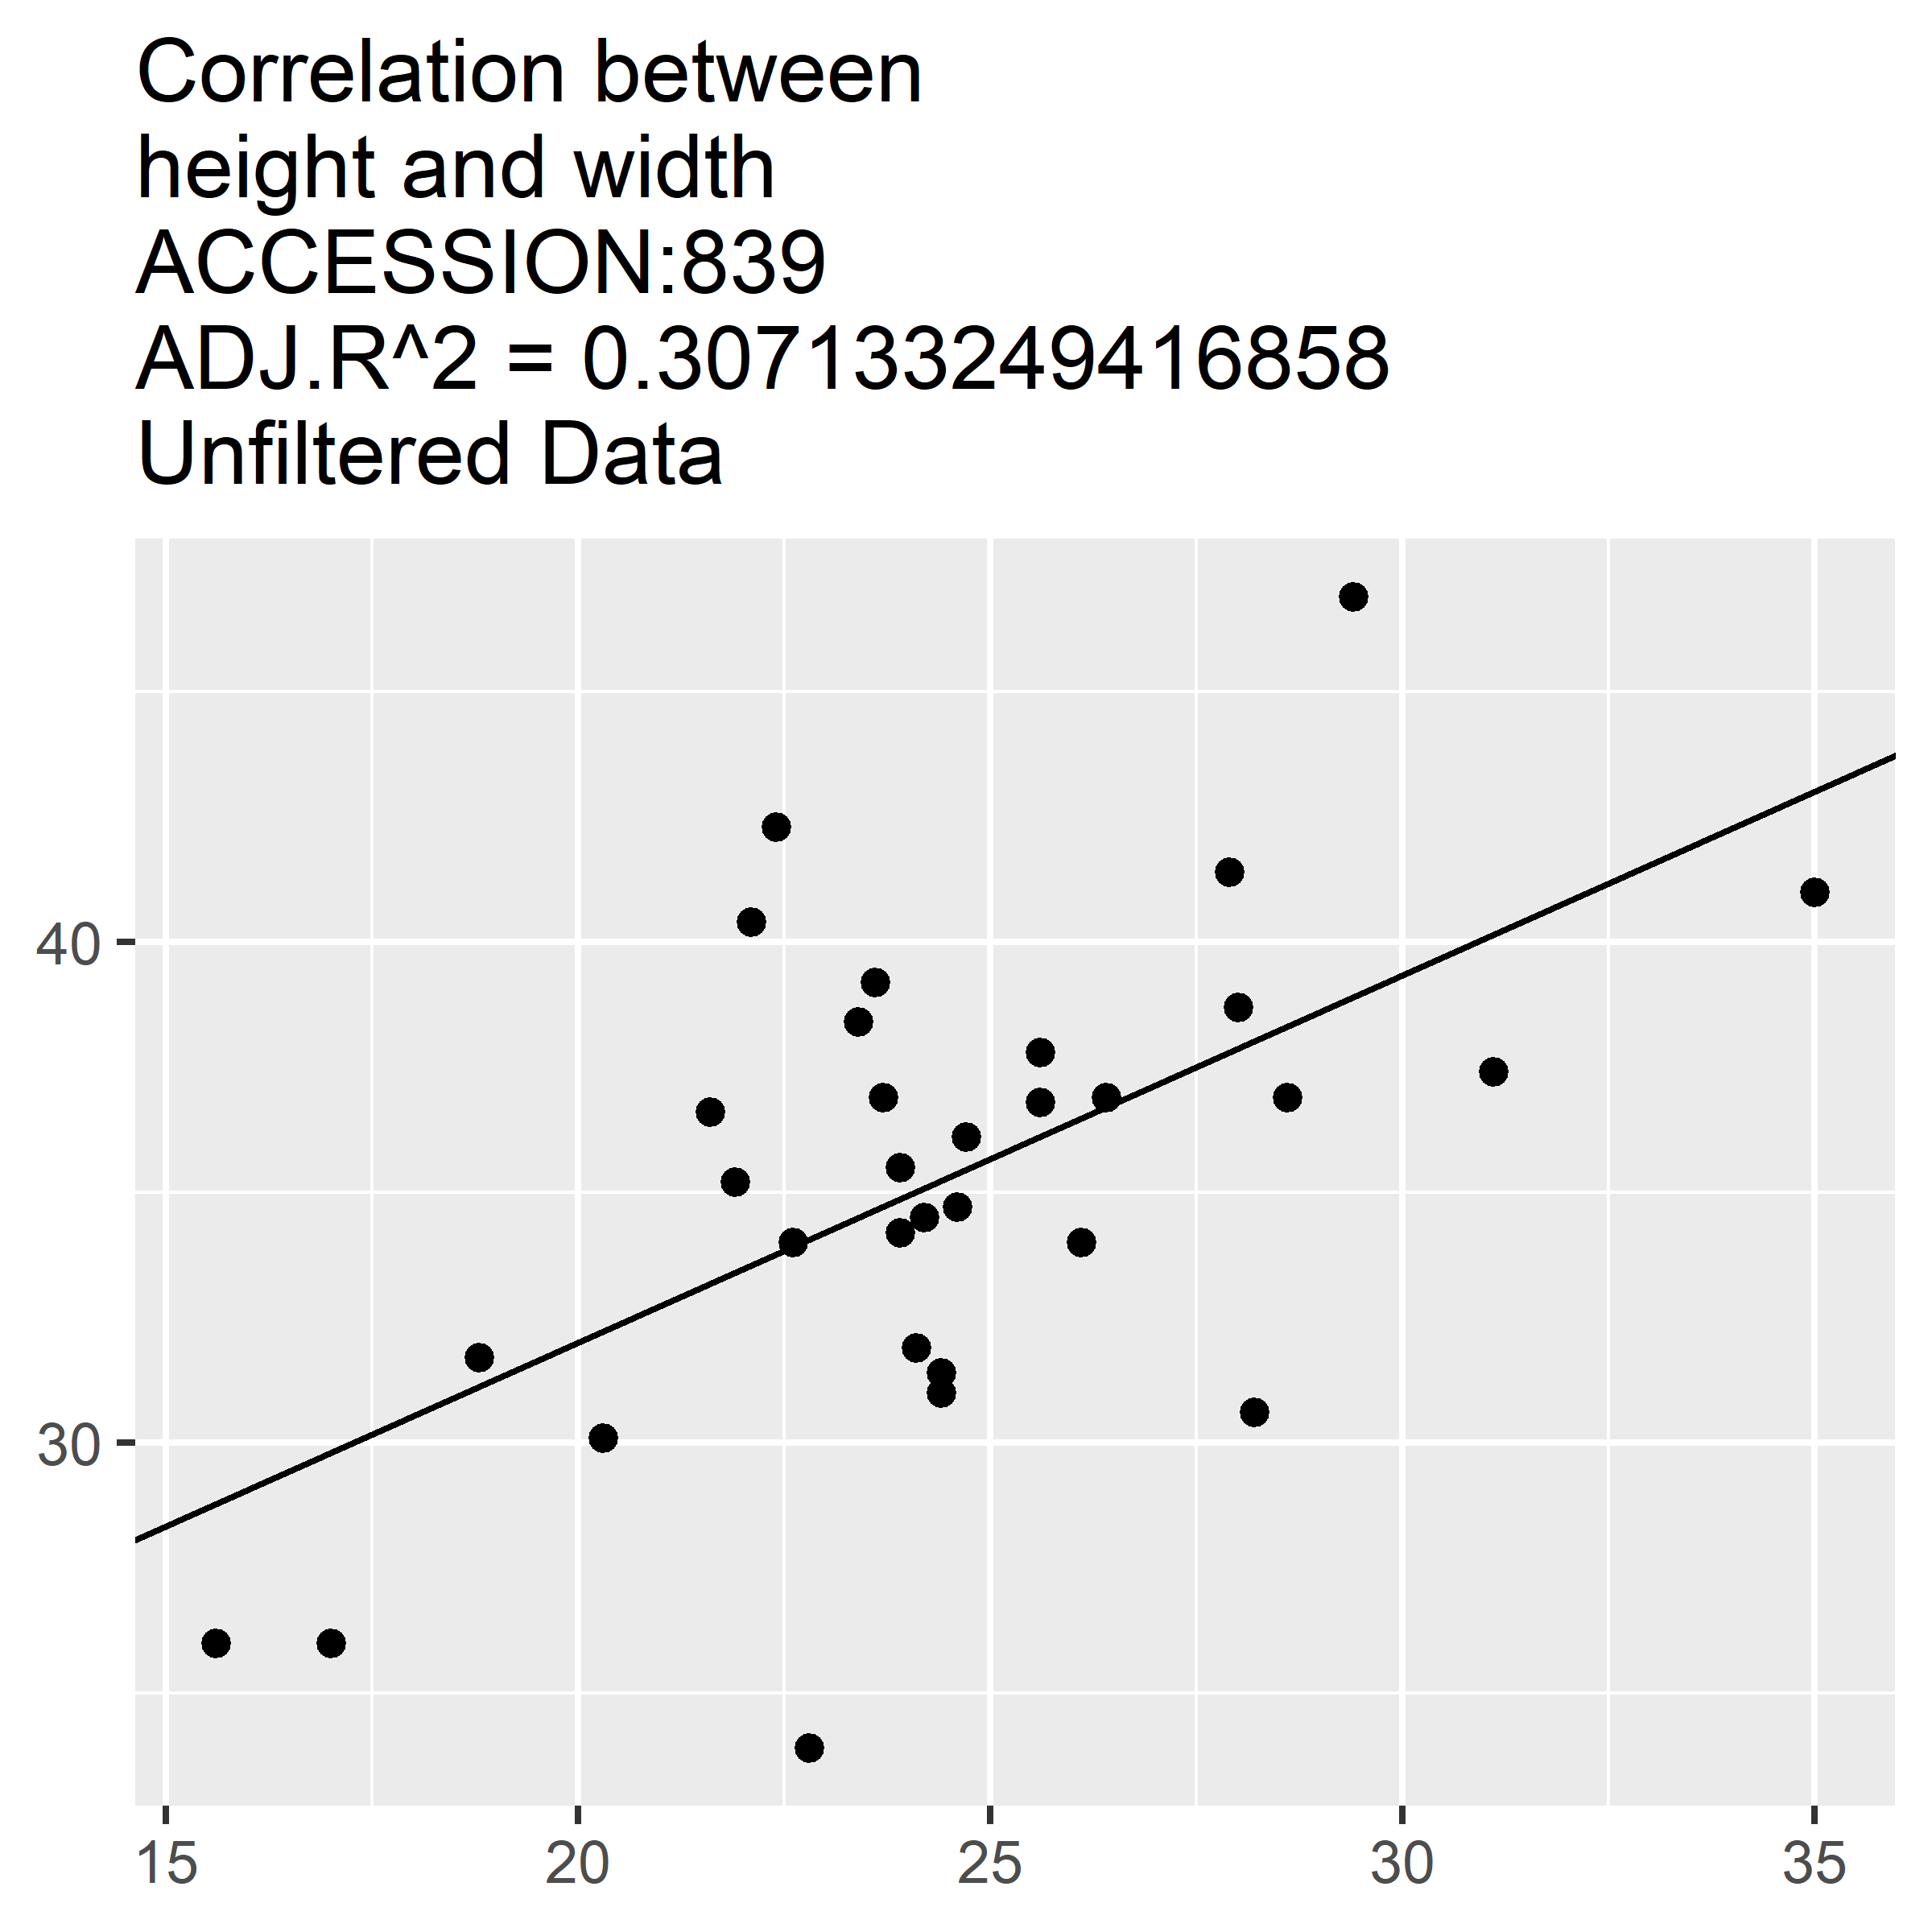 Correlation between
height and width
ACCESSION:839
ADJ.R^2 = 0.307133249416858
Unfiltered Data
40
30
15 20 25 30 35